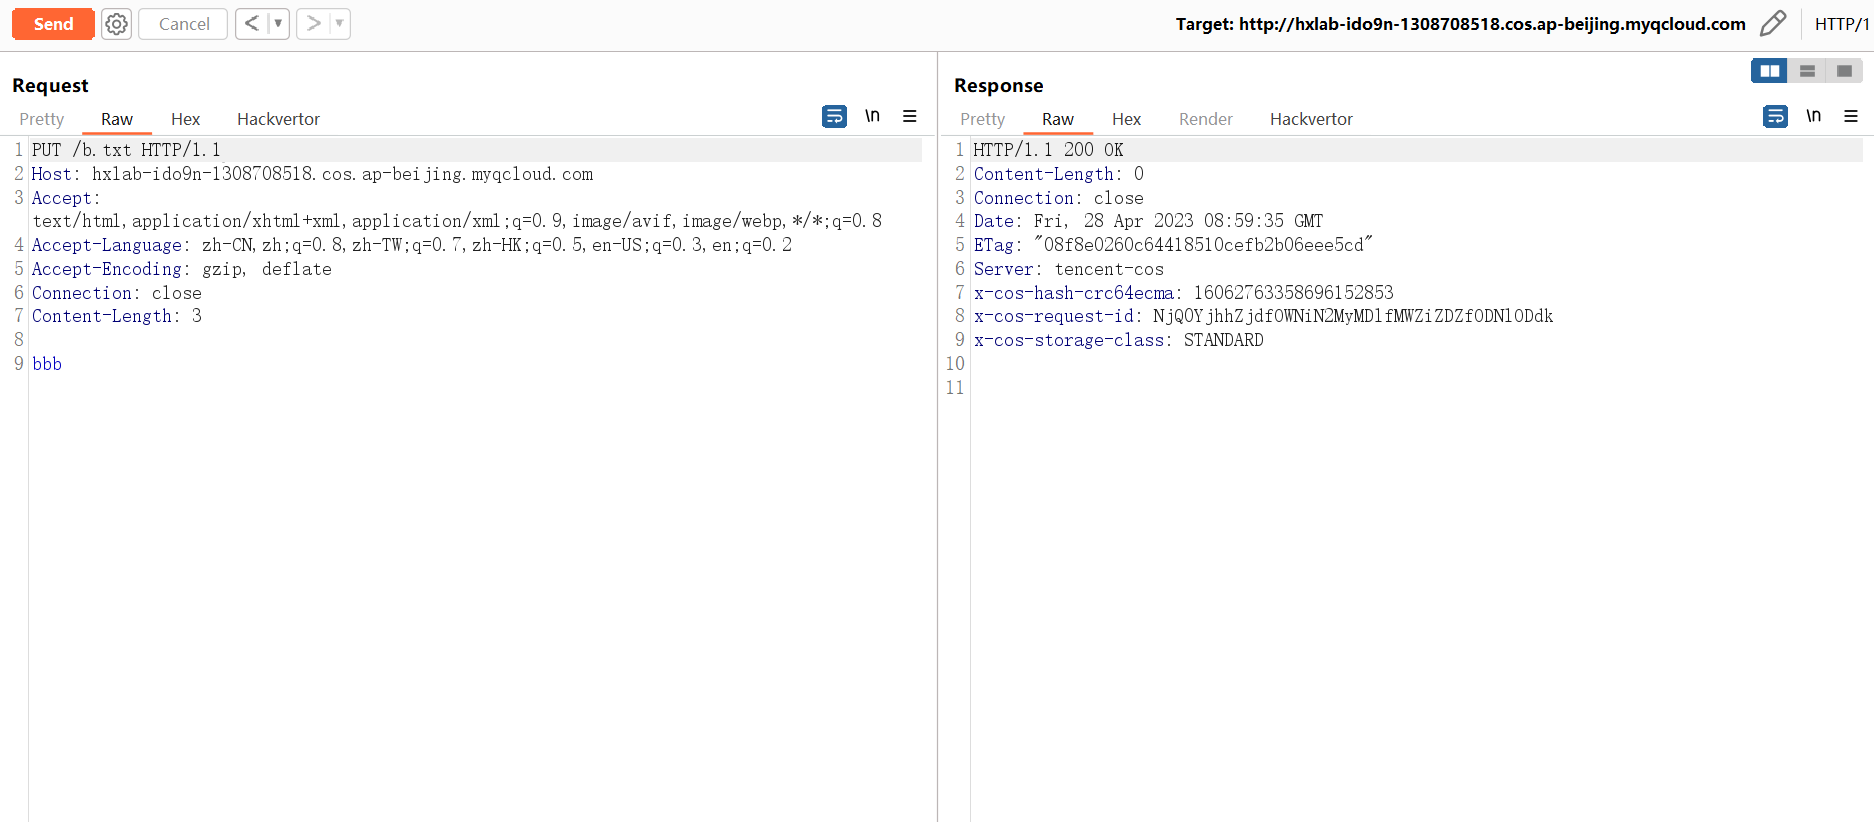 Send
Cancel
< ▼
> ▼
Target: http://hxlab-ido9n-1308708518.cos.ap-beijing.myqcloud.com
HTTP/1
Request
Pretty Raw Hex Hackvertor
\n
1 PUT /b.txt HTTP/1.1
2 Host: hxlab-ido9n-1308708518.cos.ap-beijing.myqcloud.com
3 Accept:
text/html,application/xhtml+xml,application/xml;q=0.9,image/avif,image/webp,*/*;q=0.8
4 Accept-Language: zh-CN,zh;q=0.8,zh-TW;q=0.7,zh-HK;q=0.5,en-US;q=0.3,en;q=0.2
5 Accept-Encoding: gzip, deflate
6 Connection: close
7 Content-Length: 3
8
9 bbb
Response
Pretty Raw Hex Render Hackvertor
\n
1 HTTP/1.1 200 OK
2 Content-Length: 0
3 Connection: close
4 Date: Fri, 28 Apr 2023 08:59:35 GMT
5 ETag: "08f8e0260c64418510cefb2b06eee5cd"
6 Server: tencent-cos
7 x-cos-hash-crc64ecma: 16062763358696152853
8 x-cos-request-id: NjQ0YjhhZjdfOWNiN2MyMDlfMWZiZDZfODNlODdk
9 x-cos-storage-class: STANDARD
10
11